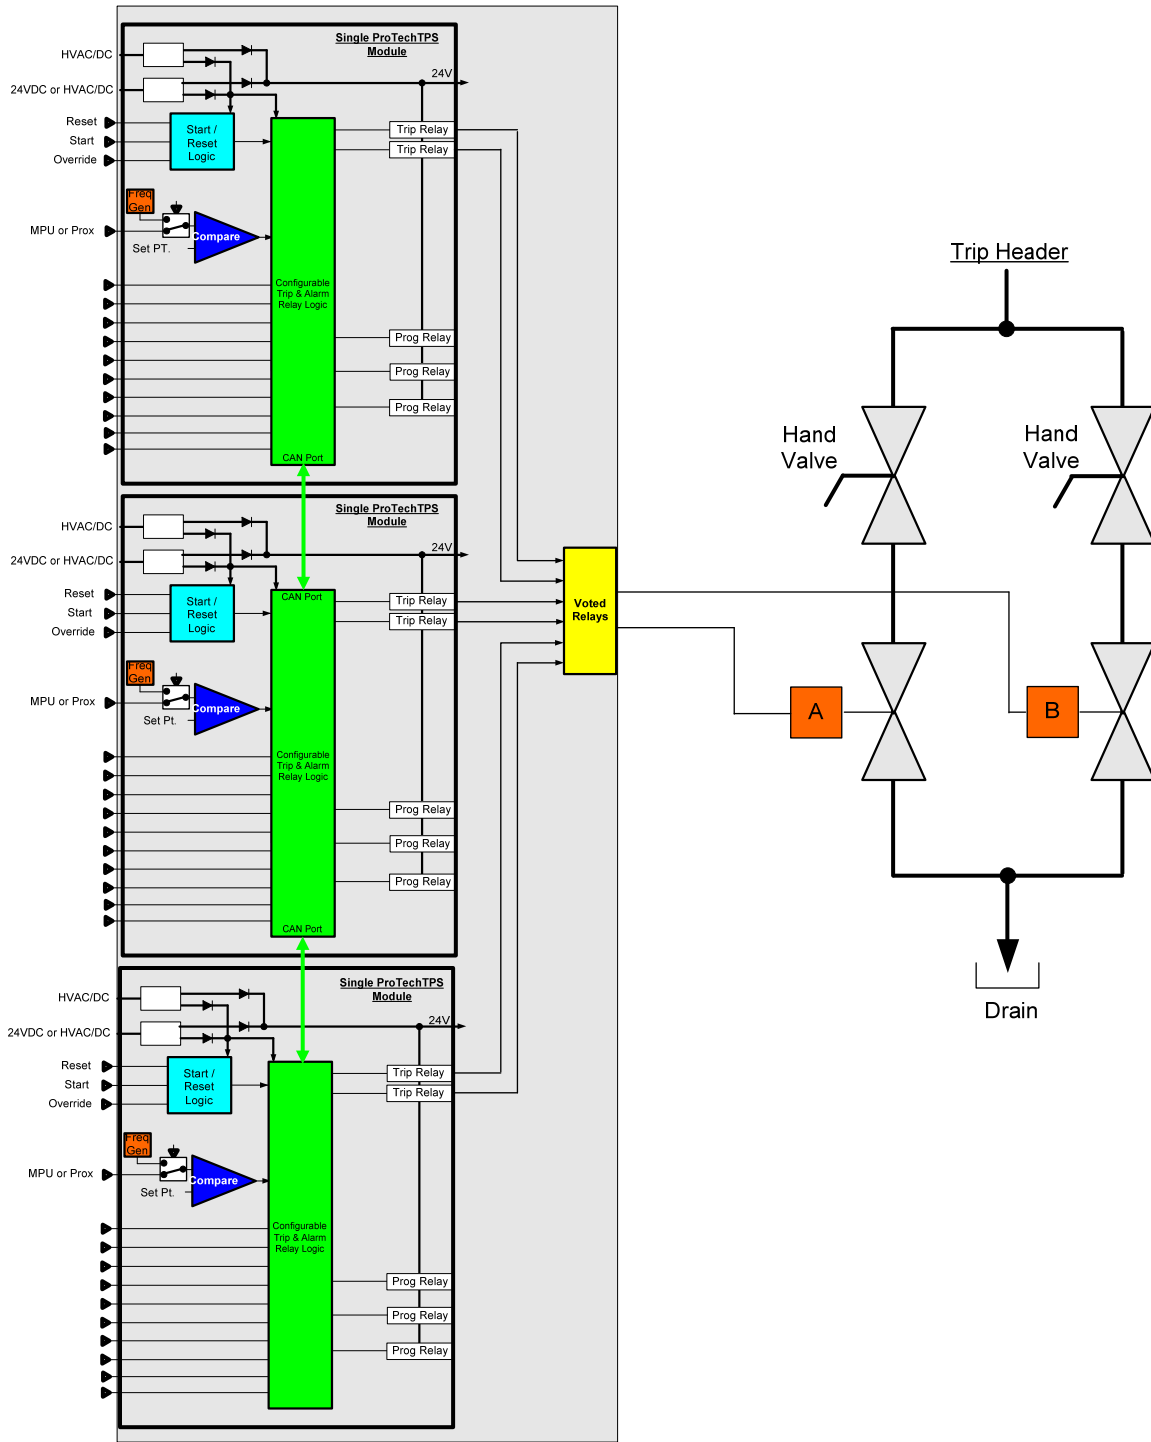 Single ProTechTPS
Module
HVAC/DC
24V
24VDC or HVAC/DC
Reset
Start
Override
Start /
Reset
Logic
Trip Relay
Trip Relay
Freq
Gen
MPU or Prox
Set PT.
Compare
Configurable
Trip & Alarm
Relay Logic
Prog Relay
Prog Relay
Prog Relay
CAN Port
Single ProTechTPS
Module
HVAC/DC
24V
24VDC or HVAC/DC
Reset
Start
Override
Start /
Reset
Logic
CAN Port
Trip Relay
Trip Relay
Freq
Gen
MPU or Prox
Set Pt.
Compare
Configurable
Trip & Alarm
Relay Logic
Prog Relay
Prog Relay
Prog Relay
CAN Port
Single ProTechTPS
Module
HVAC/DC
24V
24VDC or HVAC/DC
Reset
Start
Override
Start /
Reset
Logic
Trip Relay
Trip Relay
Freq
Gen
MPU or Prox
Set Pt.
Compare
Configurable
Trip & Alarm
Relay Logic
Prog Relay
Prog Relay
Prog Relay
Voted
Relays
Trip Header
Hand
Valve
Hand
Valve
A
B
Drain